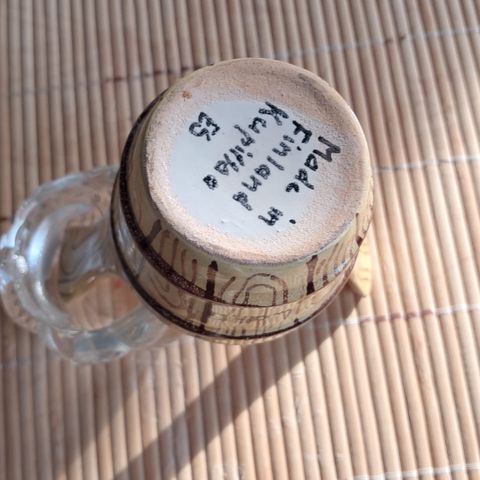 Made in
Finland
Kupittaa
ES